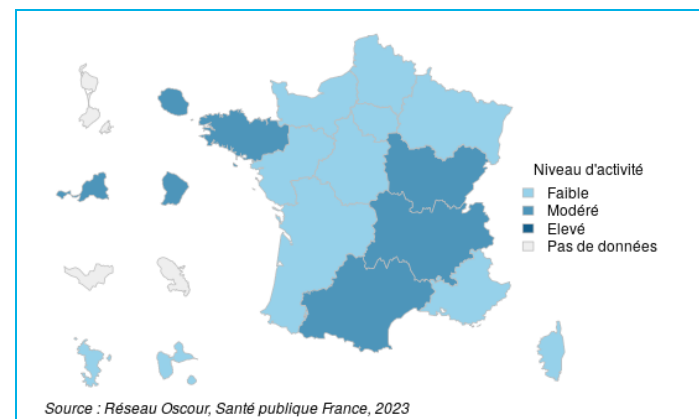 Niveau d'activité
Faible
Modéré
Elevé
Pas de données
Source : Réseau Oscour, Santé publique France, 2023